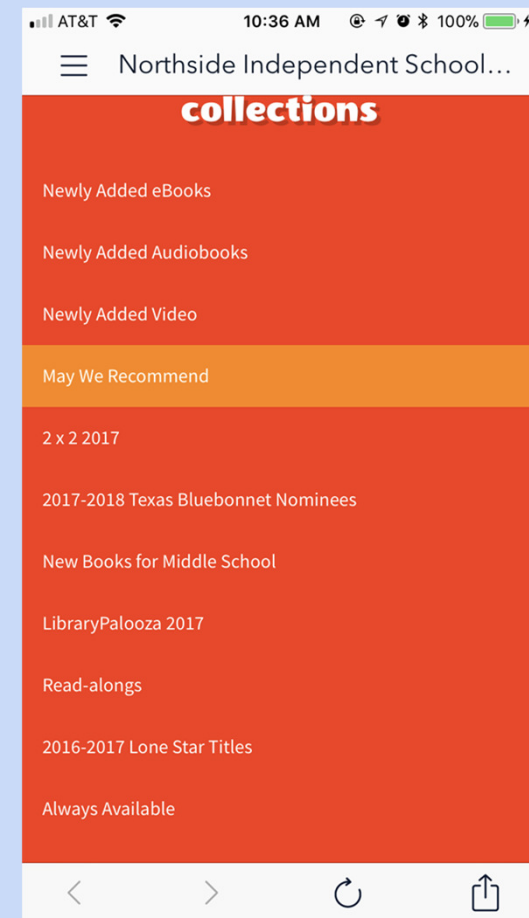 AT&T 10:36 AM 100%
Northside Independent School...
collections
Newly Added eBooks
Newly Added Audiobooks
Newly Added Video
May We Recommend
2 x 2 2017
2017-2018 Texas Bluebonnet Nominees
New Books for Middle School
LibraryPalooza 2017
Read-alongs
2016-2017 Lone Star Titles
Always Available